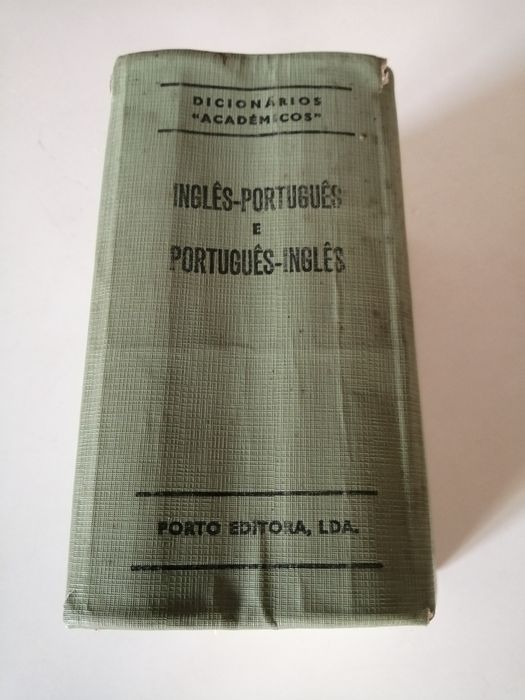 DICIONÁRIOS
"ACADÉMICOS"
INGLÊS-PORTUGUÊS
E
PORTUGUÊS-INGLÊS
PORTO EDITORA, LDA.